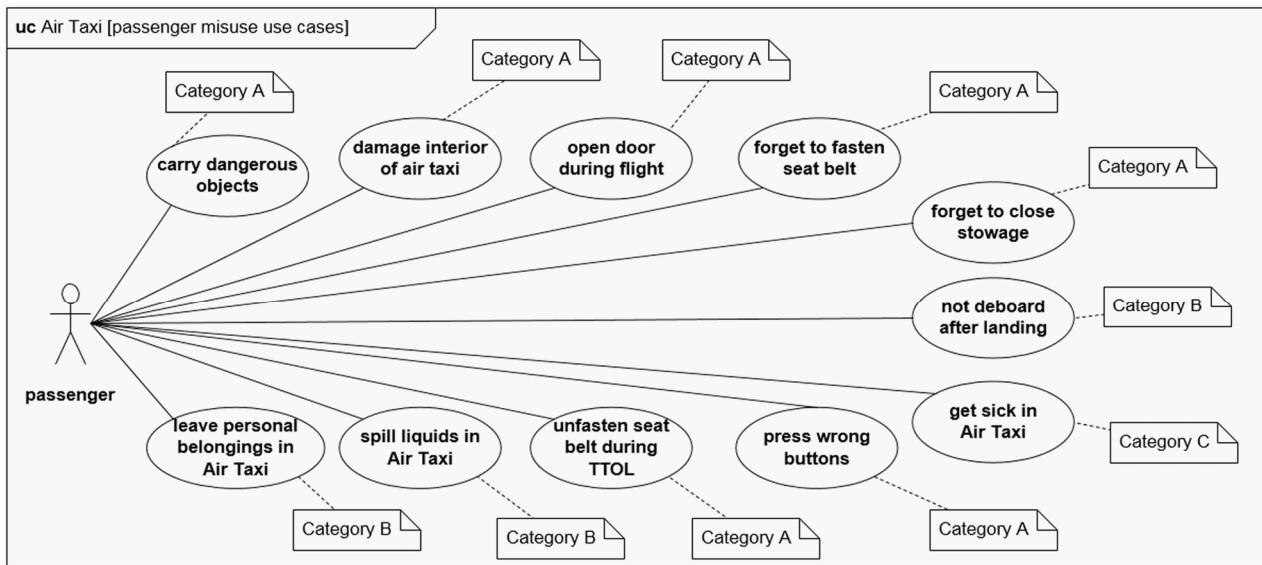 uc Air Taxi [passenger misuse use cases]
Category A
Category A
Category A
Category A
carry dangerous
objects
damage interior
of air taxi
open door
during flight
forget to fasten
seat belt
Category A
forget to close
stowage
not deboard
after landing
Category B
passenger
get sick in
Air Taxi
Category C
leave personal
belongings in
Air Taxi
spill liquids in
Air Taxi
unfasten seat
belt during
TTOL
press wrong
buttons
Category B
Category B
Category A
Category A